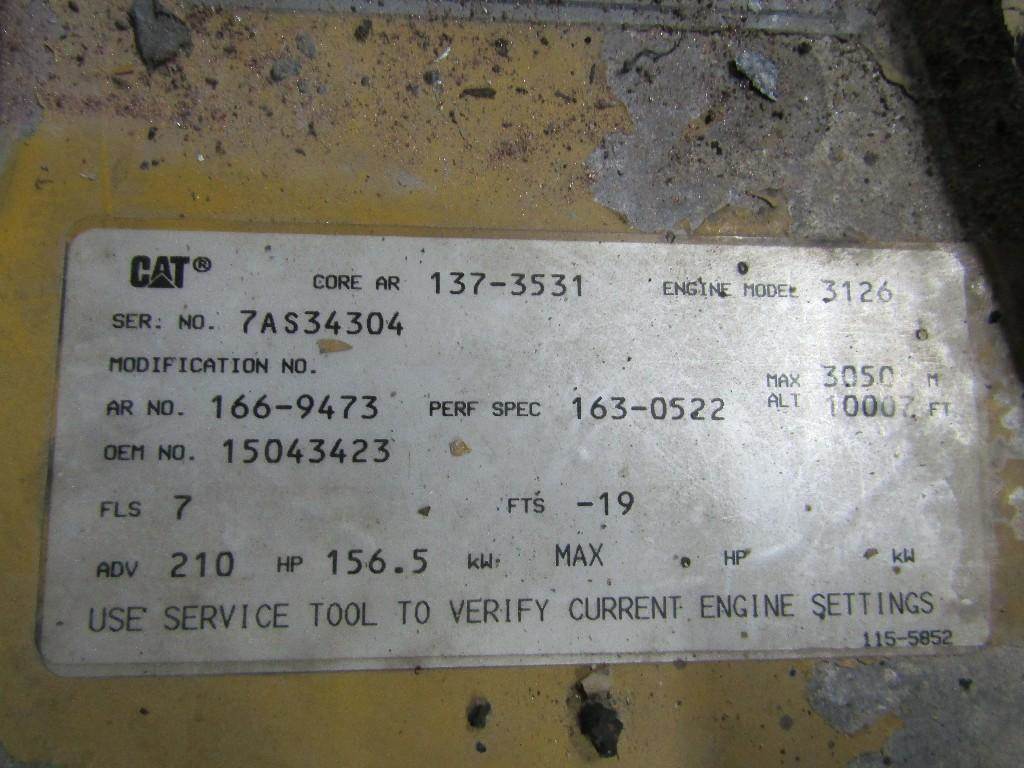 CAT® CORE AR 137-3531 ENGINE MODEL 3126
SER. NO. 7AS34304
MODIFICATION NO.
MAX 3050 M
AR NO. 166-9473 PERF SPEC 163-0522 ALT 10007 FT
OEM NO. 15043423
FLS 7 FTS -19
ADV 210 HP 156.5 kW MAX HP kW
USE SERVICE TOOL TO VERIFY CURRENT ENGINE SETTINGS
115-5852